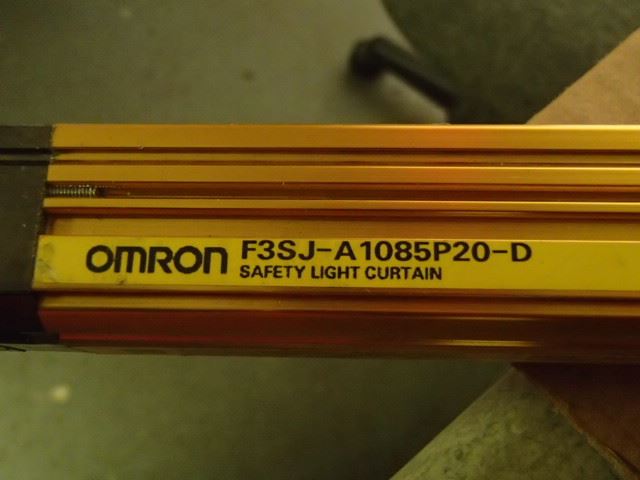 OMRON F3SJ-A1085P20-D
SAFETY LIGHT CURTAIN